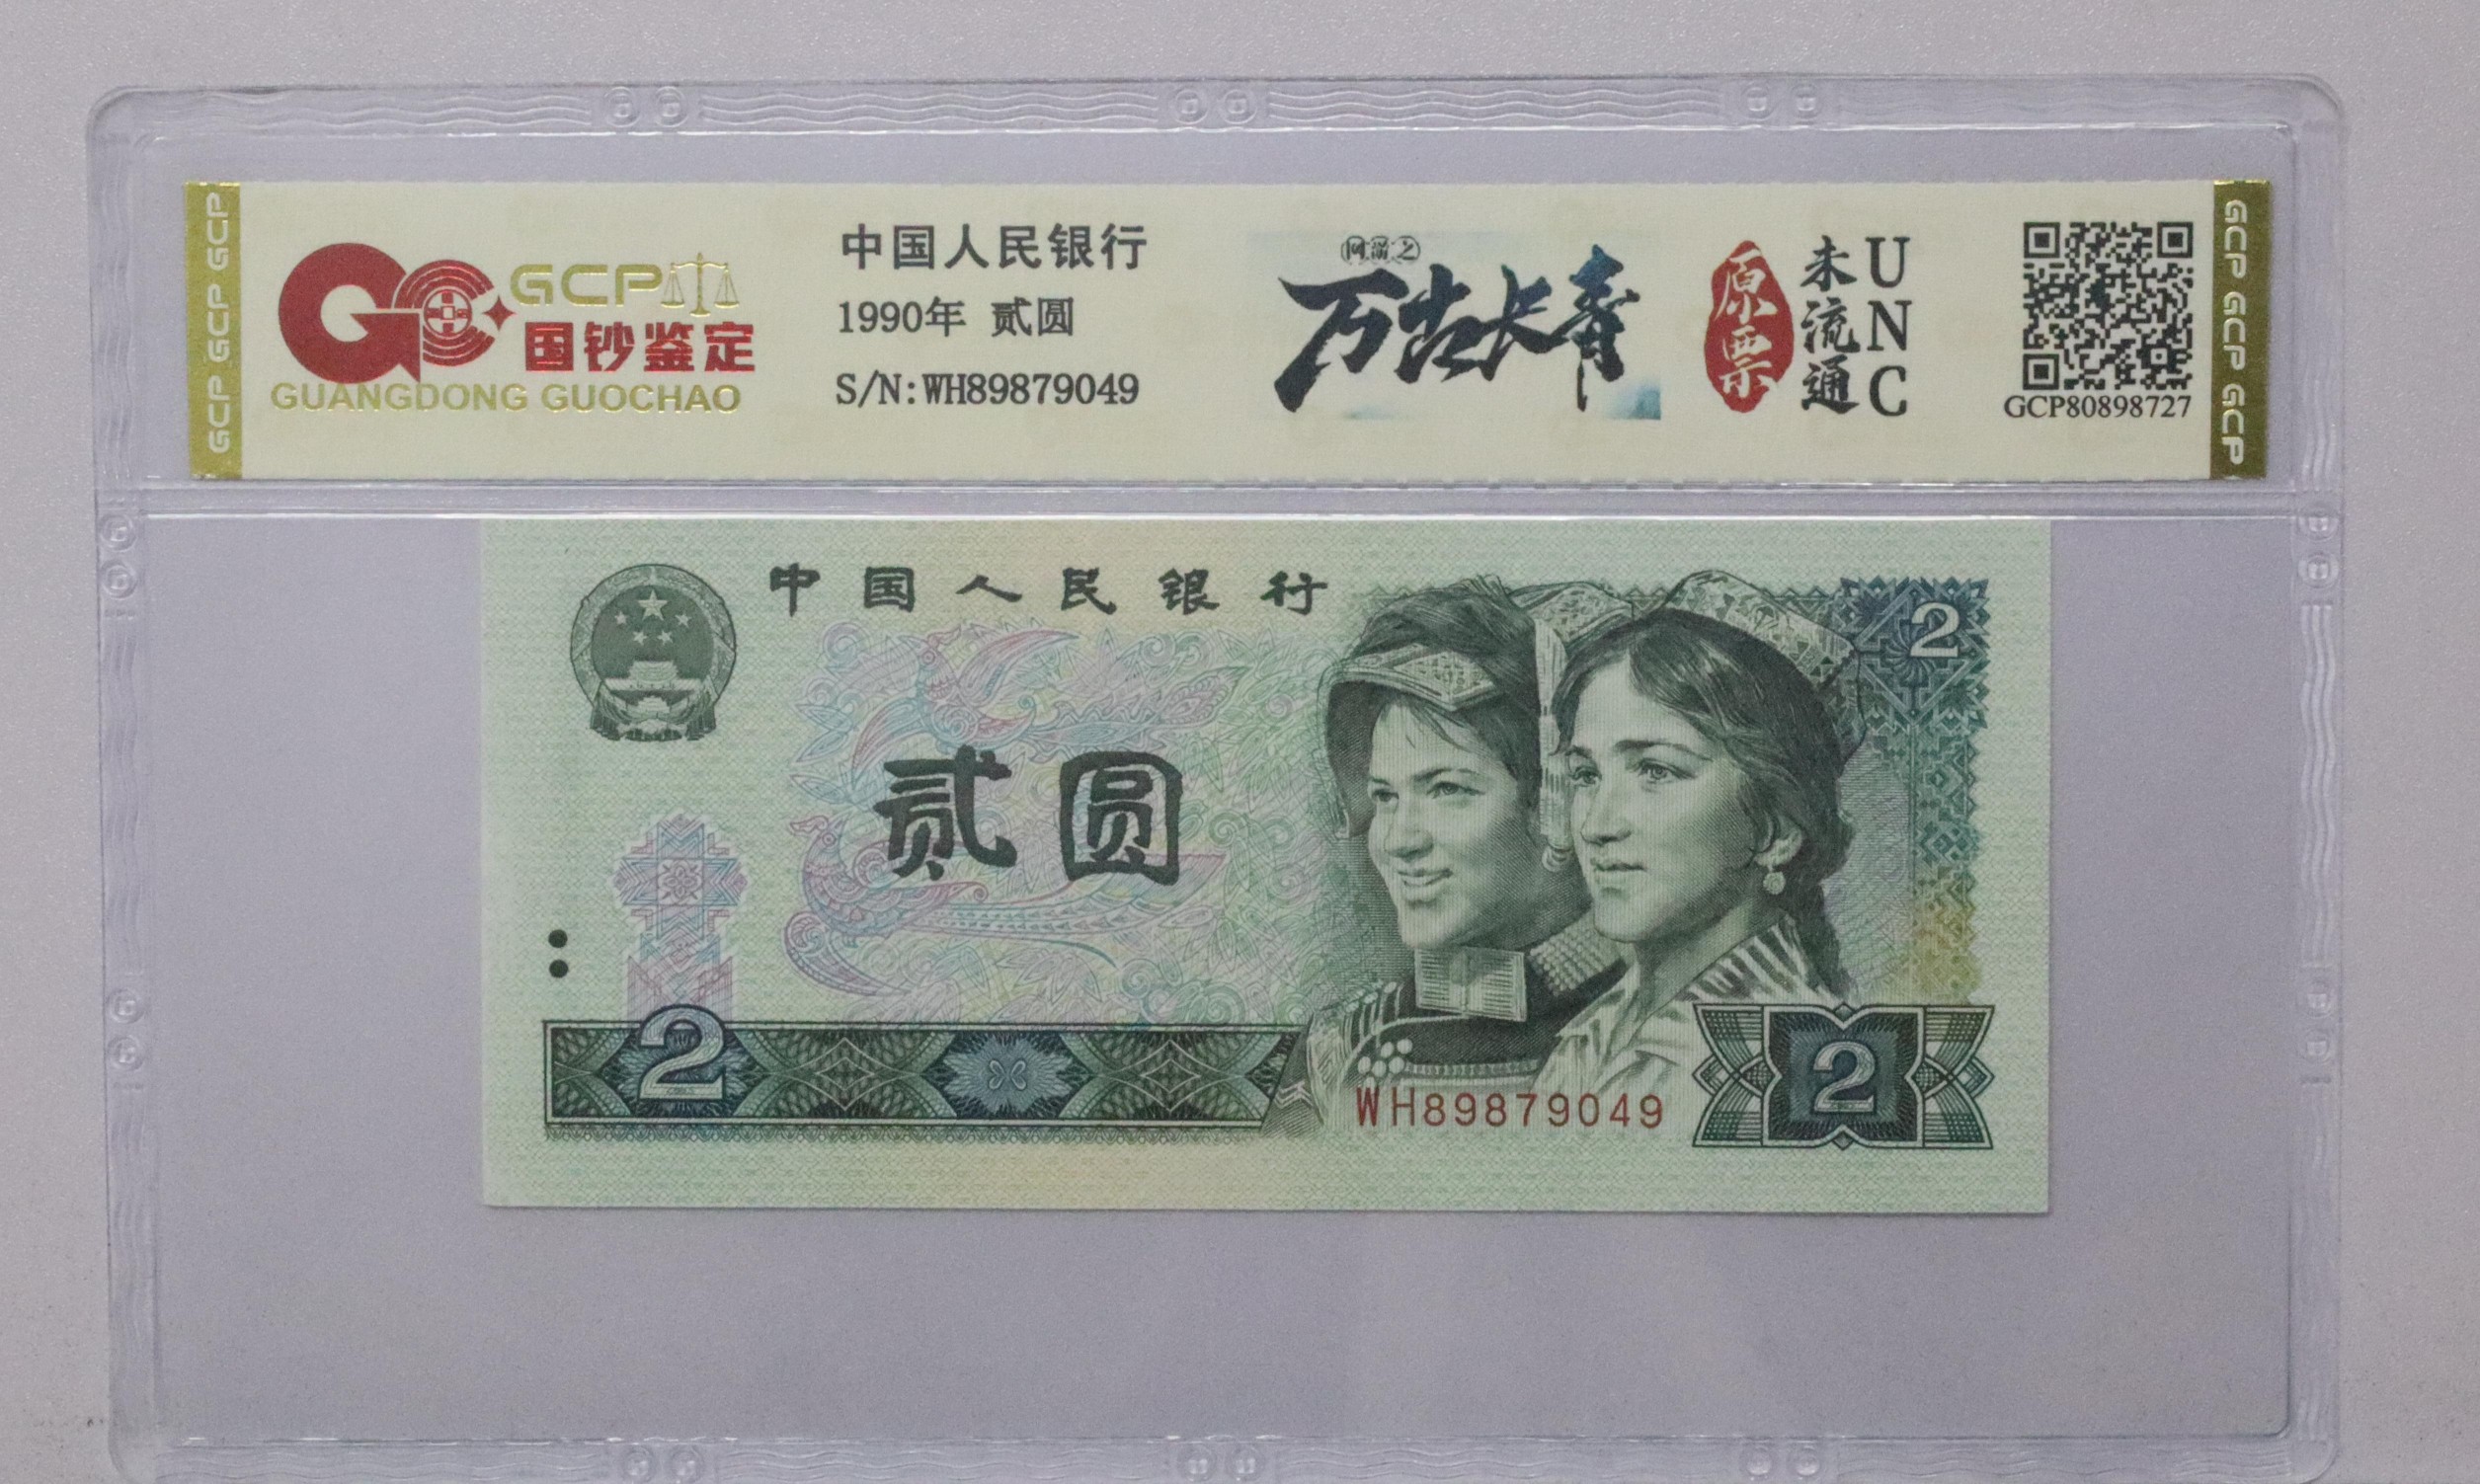 GCP GCP GCP
GCP
国钞鉴定
GUANGDONG GUOCHAO
中国人民银行
1990年 贰圆
S/N:WH89879049
万古长青
原票
未流通
UNC
GCP80898727
GCP GCP GCP
中国人民银行
2
贰圆
2
WH89879049
2